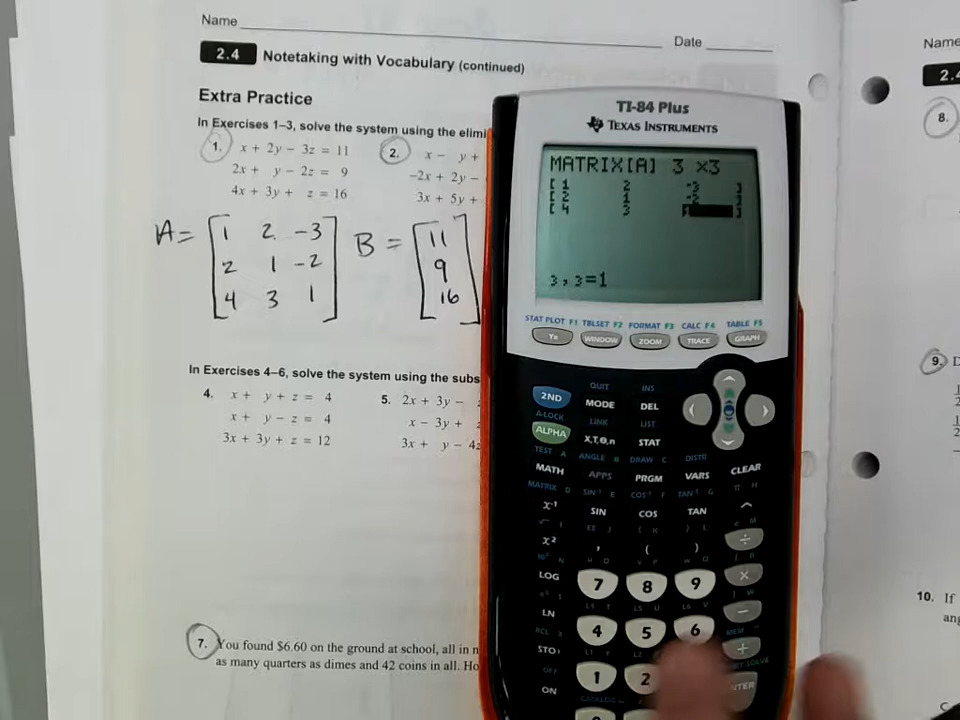 Name
Date
2.4 Notetaking with Vocabulary (continued)
Extra Practice
In Exercises 1–3, solve the system using the
1. x + 2y − 3z = 11
2x + y − 2z = 9
4x + 3y + z = 16
2. x − y +
−2x + 2y −
3x + 5y +
A = [1 2 −3
2 1 −2
4 3 1]
B = [11
9
16]
In Exercises 4–6, solve the system using the
4. x + y + z = 4
x + y − z = 4
3x + 3y + z = 12
5. 2x + 3y −
x − 3y +
3x + y − 4z
7. You found $6.60 on the ground at school, all in
as many quarters as dimes and 42 coins in all.
TI-84 Plus
TEXAS INSTRUMENTS
MATRIX[A] 3 ×3
[1 2 -3 ]
[2 1 -2 ]
[4 3 ]
3,3=1
STAT PLOT F1 TBLSET F2 FORMAT F3 CALC F4 TABLE F5
Y= WINDOW ZOOM TRACE GRAPH
QUIT INS
2ND MODE DEL
A-LOCK LINK LIST
ALPHA X,T,θ,n STAT
TEST A ANGLE B DRAW C DISTR
MATH APPS PRGM VARS CLEAR
MATRIX D SIN⁻¹ E COS⁻¹ F TAN⁻¹ G π H
x⁻¹ SIN COS TAN ^
√ I EE J { K } L e M
x² , ( ) ÷
LOG 7 8 9 ×
LN 4 5 6 −
RCL X
STO› 1 2 +
OFF
ON
CATALOG
Name
2.4
8.
9.
10. If